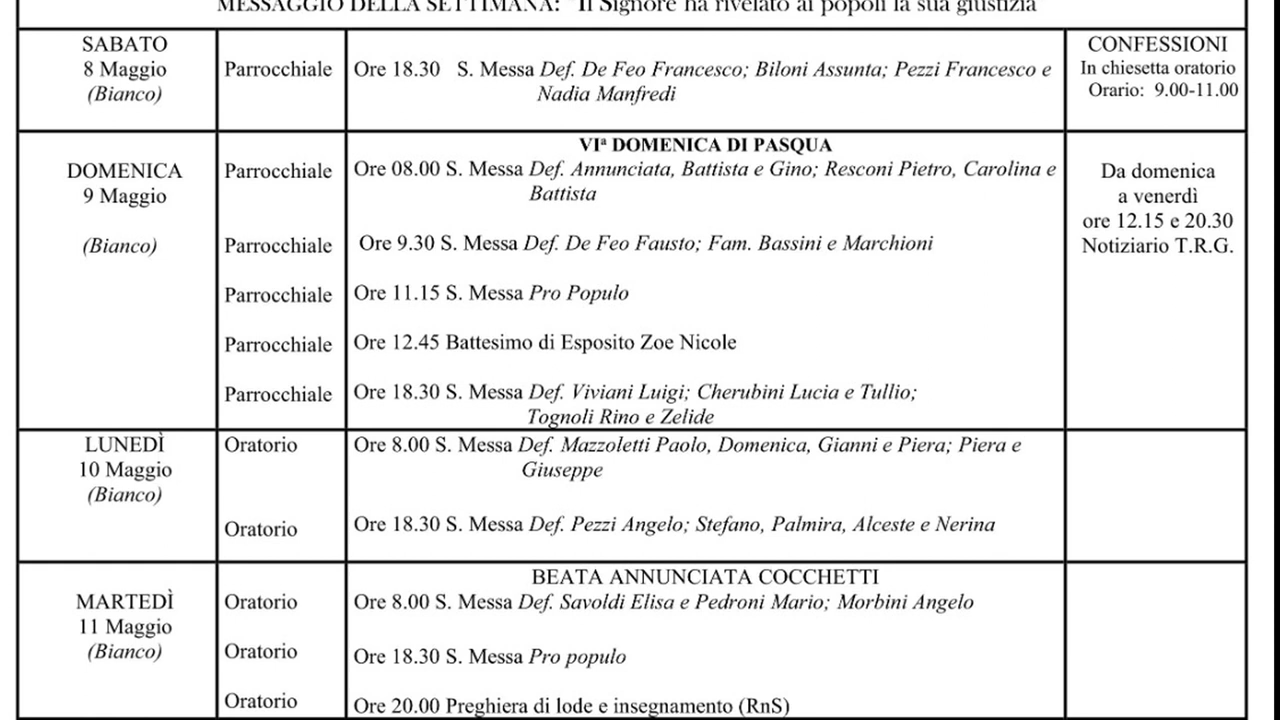 MESSAGGIO DELLA SETTIMANA: "Il Signore ha rivelato ai popoli la sua giustizia"
SABATO
8 Maggio
(Bianco)
Parrocchiale
Ore 18.30 S. Messa Def. De Feo Francesco; Biloni Assunta; Pezzi Francesco e
Nadia Manfredi
CONFESSIONI
In chiesetta oratorio
Orario: 9.00-11.00
VIª DOMENICA DI PASQUA
DOMENICA
9 Maggio
(Bianco)
Parrocchiale
Ore 08.00 S. Messa Def. Annunciata, Battista e Gino; Resconi Pietro, Carolina e
Battista
Parrocchiale
Ore 9.30 S. Messa Def. De Feo Fausto; Fam. Bassini e Marchioni
Parrocchiale
Ore 11.15 S. Messa Pro Populo
Parrocchiale
Ore 12.45 Battesimo di Esposito Zoe Nicole
Parrocchiale
Ore 18.30 S. Messa Def. Viviani Luigi; Cherubini Lucia e Tullio;
Tognoli Rino e Zelide
Da domenica
a venerdì
ore 12.15 e 20.30
Notiziario T.R.G.
LUNEDÌ
10 Maggio
(Bianco)
Oratorio
Ore 8.00 S. Messa Def. Mazzoletti Paolo, Domenica, Gianni e Piera; Piera e
Giuseppe
Oratorio
Ore 18.30 S. Messa Def. Pezzi Angelo; Stefano, Palmira, Alceste e Nerina
BEATA ANNUNCIATA COCCHETTI
MARTEDÌ
11 Maggio
(Bianco)
Oratorio
Ore 8.00 S. Messa Def. Savoldi Elisa e Pedroni Mario; Morbini Angelo
Oratorio
Ore 18.30 S. Messa Pro populo
Oratorio
Ore 20.00 Preghiera di lode e insegnamento (RnS)